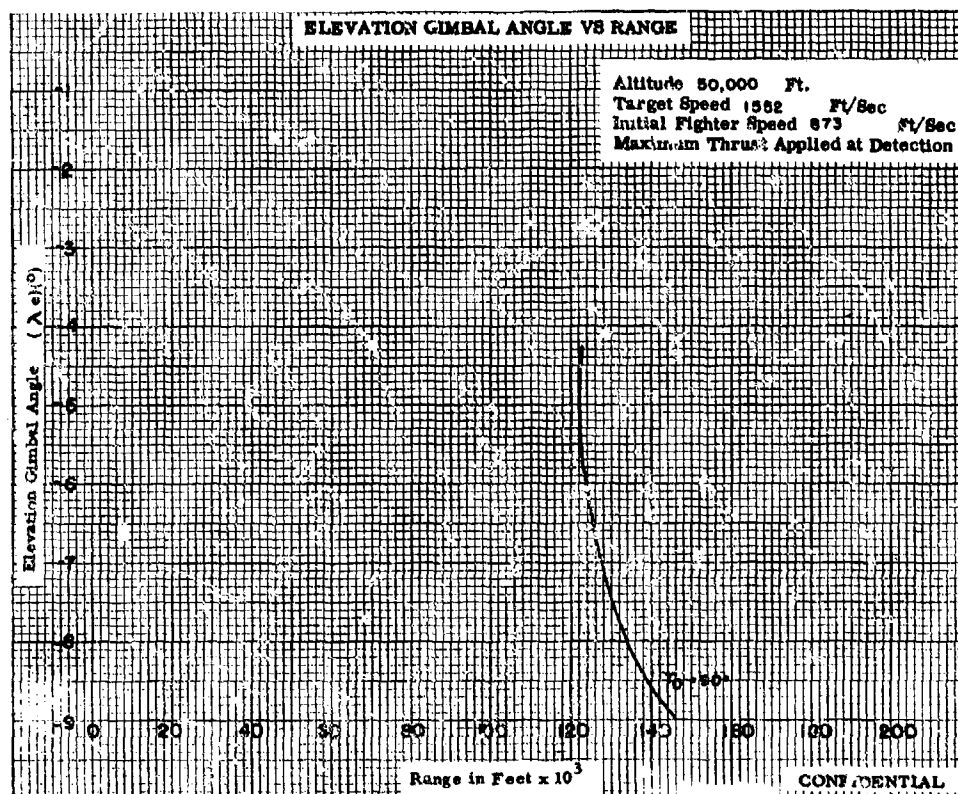 ELEVATION GIMBAL ANGLE VS RANGE
Altitude 50,000 Ft.
Target Speed 1552 Ft/Sec
Initial Fighter Speed 873 Ft/Sec
Maximum Thrust Applied at Detection
-1
-2
-3
-4
-5
-6
-7
-8
-9
Elevation Gimbal Angle (λ e) (°)
0 20 40 60 80 100 120 140 160 180 200
Range in Feet x 10³
CONFIDENTIAL